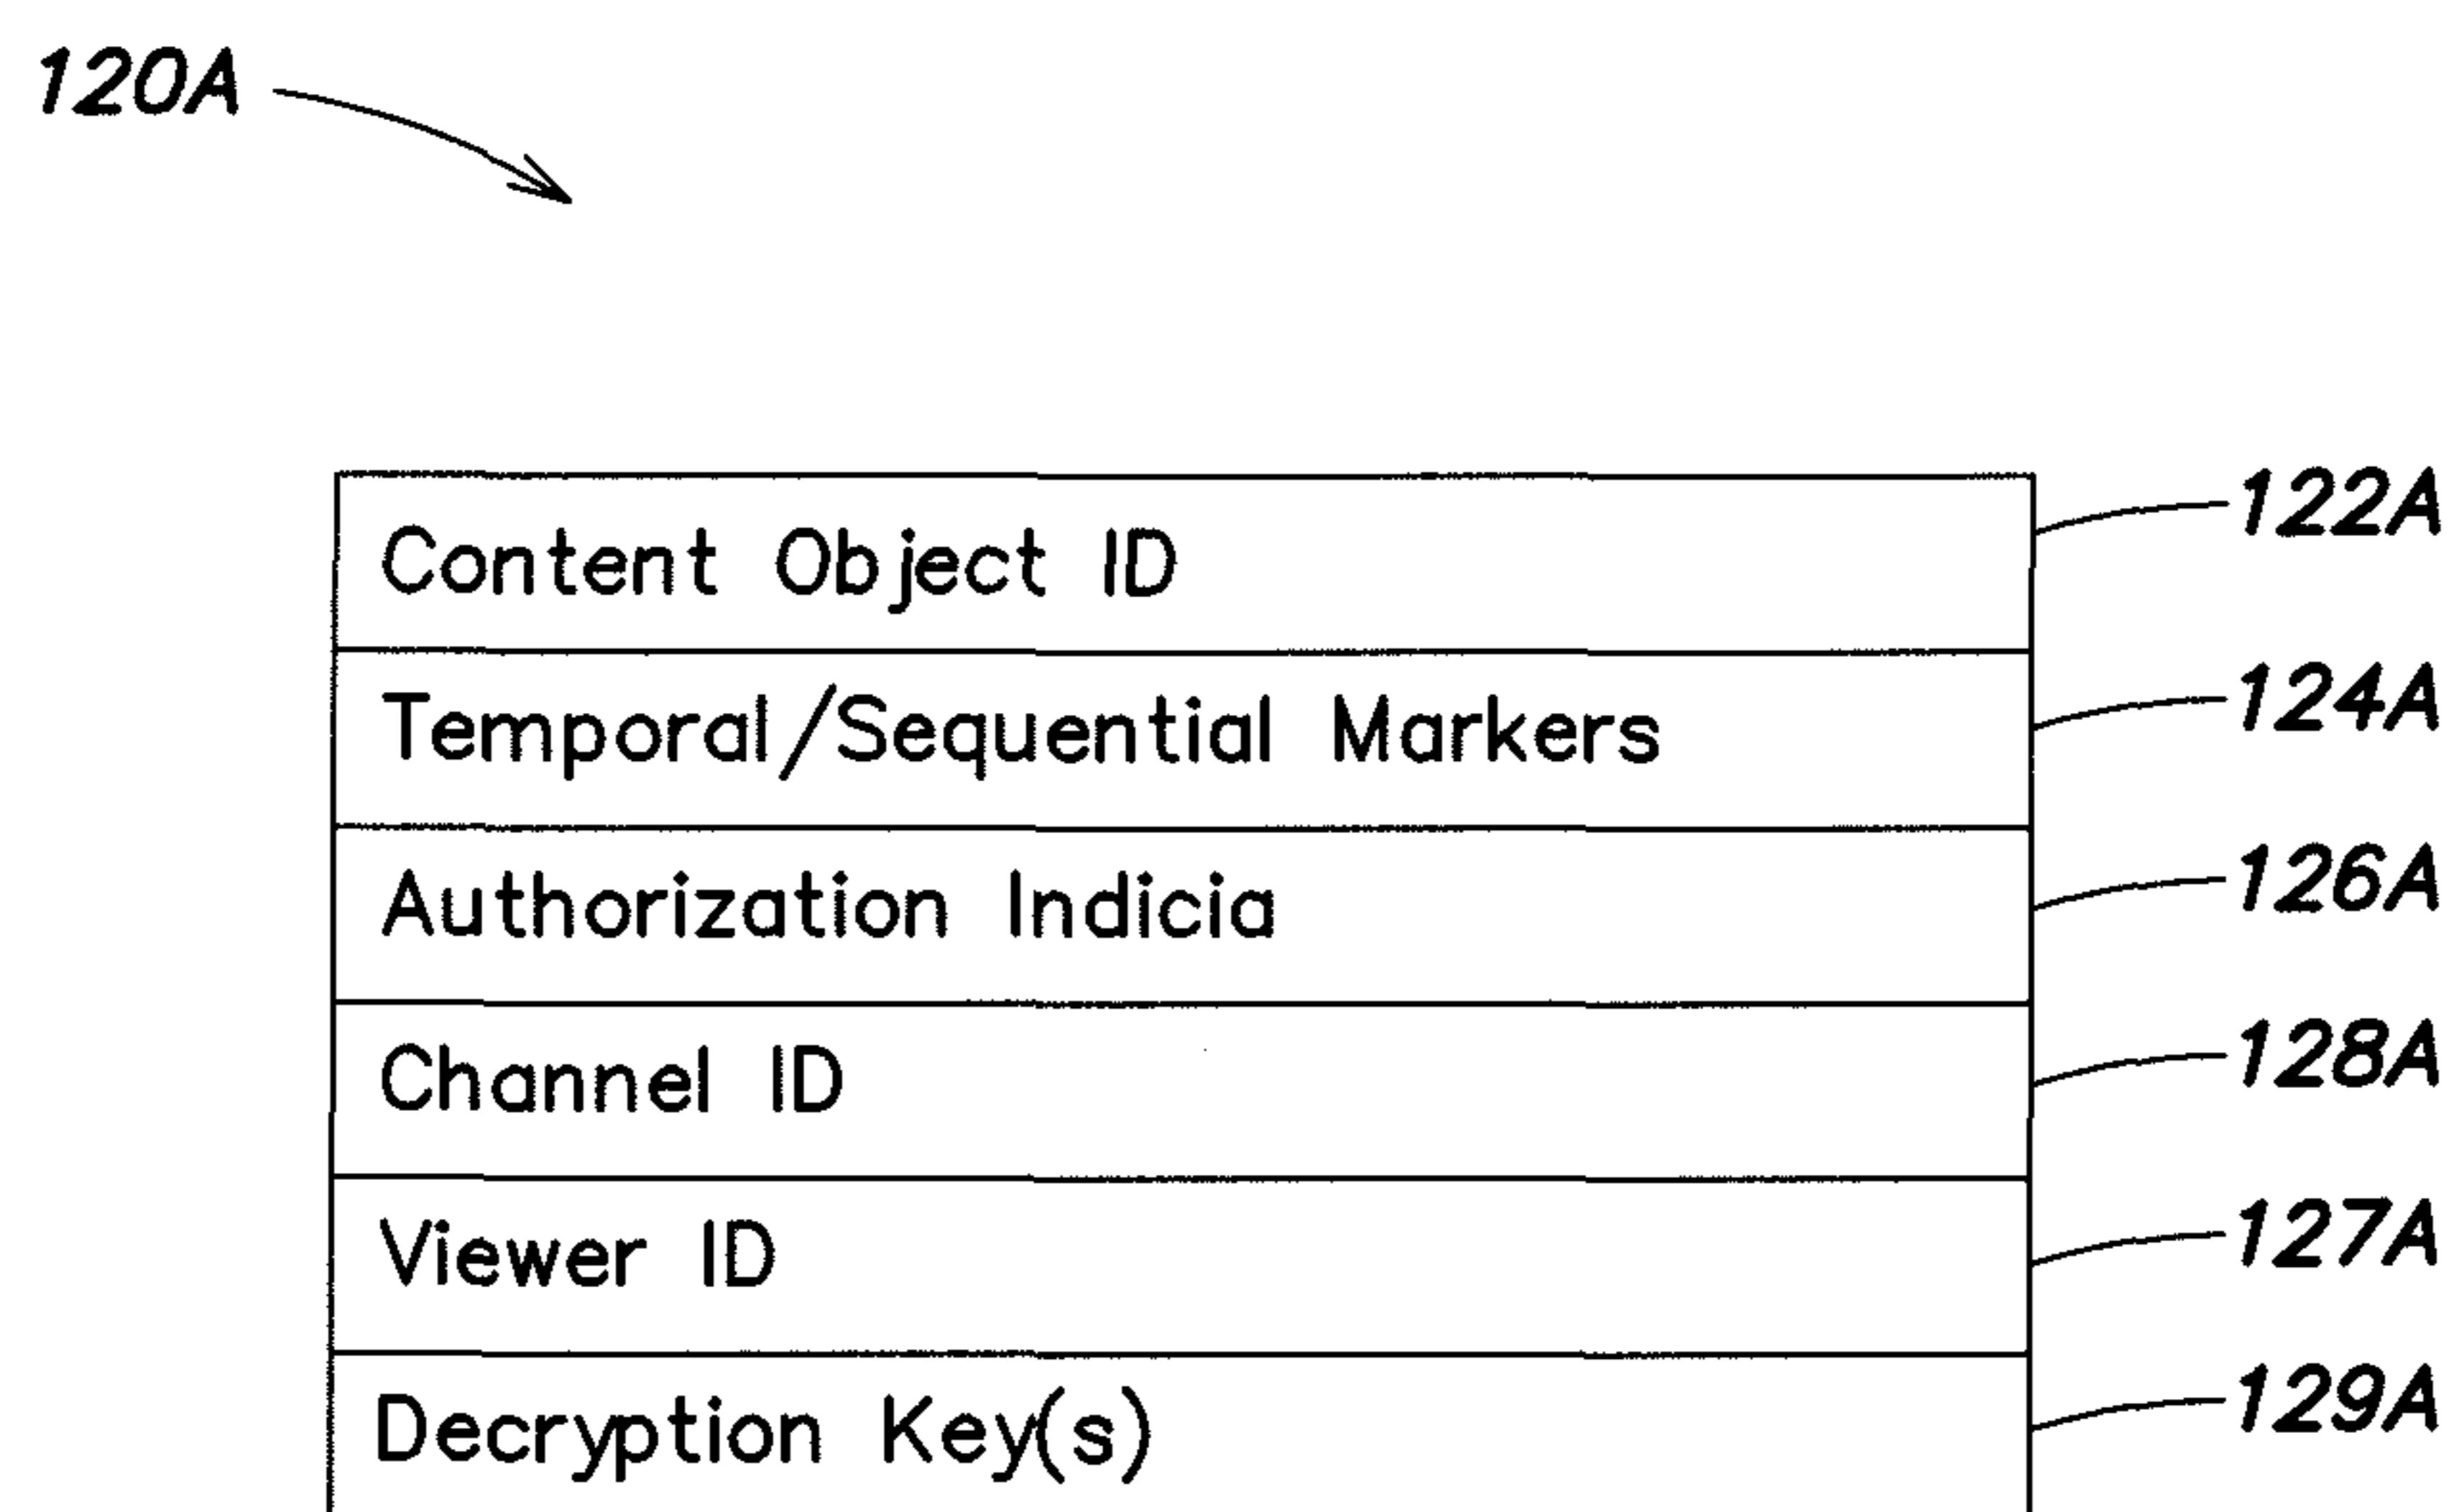 120A
Content Object ID 122A
Temporal/Sequential Markers 124A
Authorization Indicia 126A
Channel ID 128A
Viewer ID 127A
Decryption Key(s) 129A